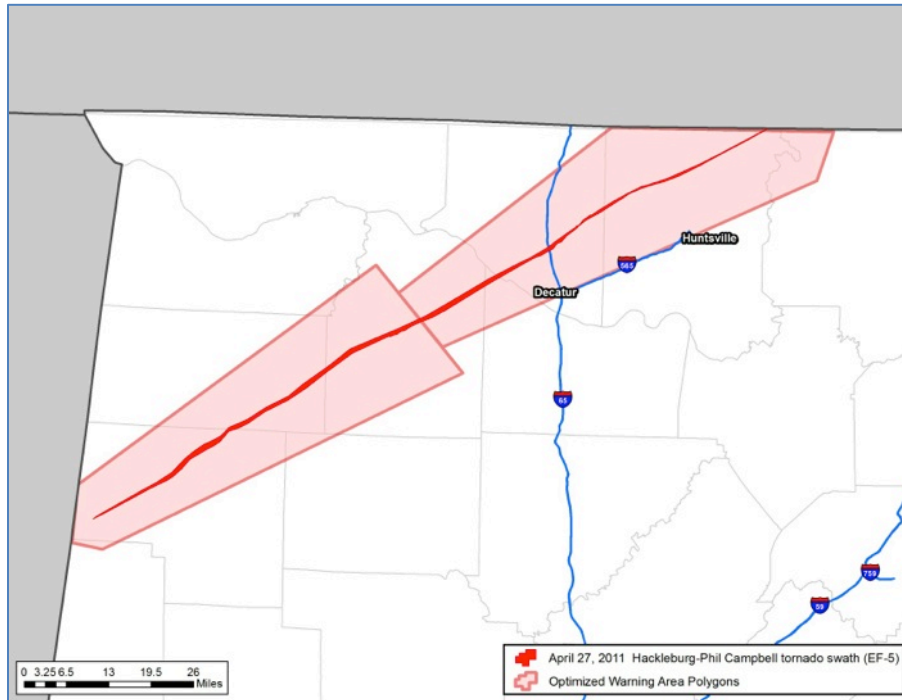 Huntsville
565
Decatur
65
759
59
0 3.25 6.5 13 19.5 26
Miles
April 27, 2011 Hackleburg-Phil Campbell tornado swath (EF-5)
Optimized Warning Area Polygons